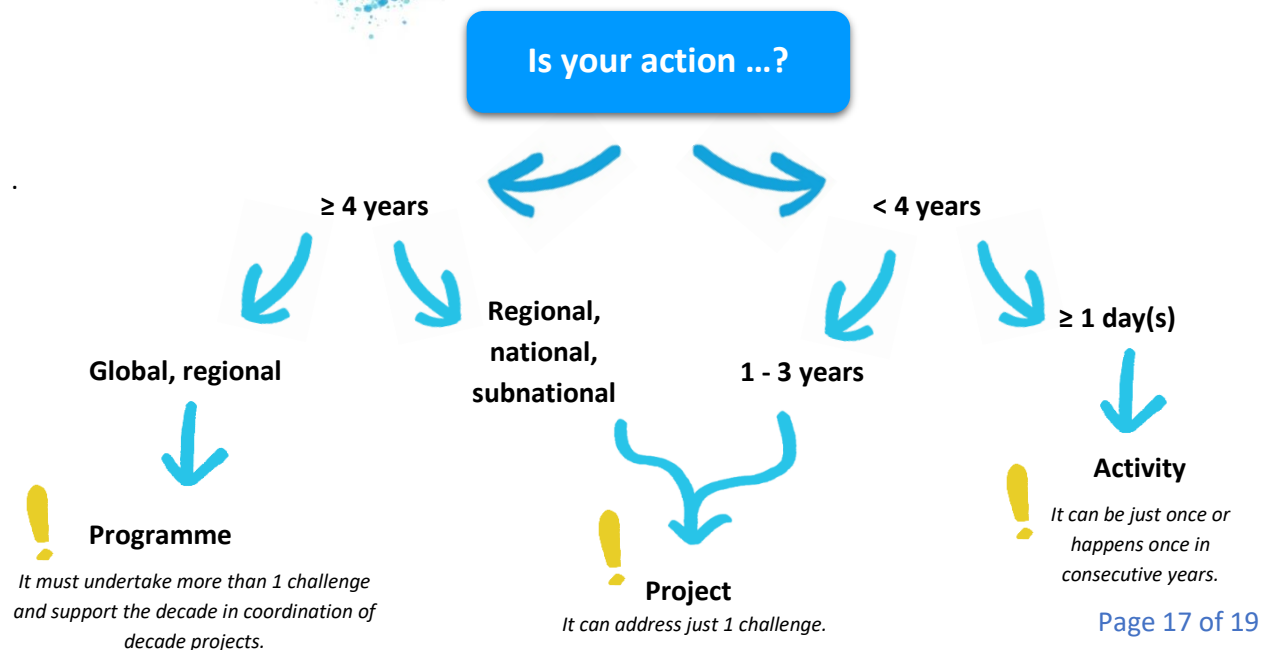 Is your action …?
.
≥ 4 years
< 4 years
Global, regional
Regional,
national,
subnational
1 - 3 years
≥ 1 day(s)
Programme
It must undertake more than 1 challenge
and support the decade in coordination of
decade projects.
Project
It can address just 1 challenge.
Activity
It can be just once or
happens once in
consecutive years.
Page 17 of 19